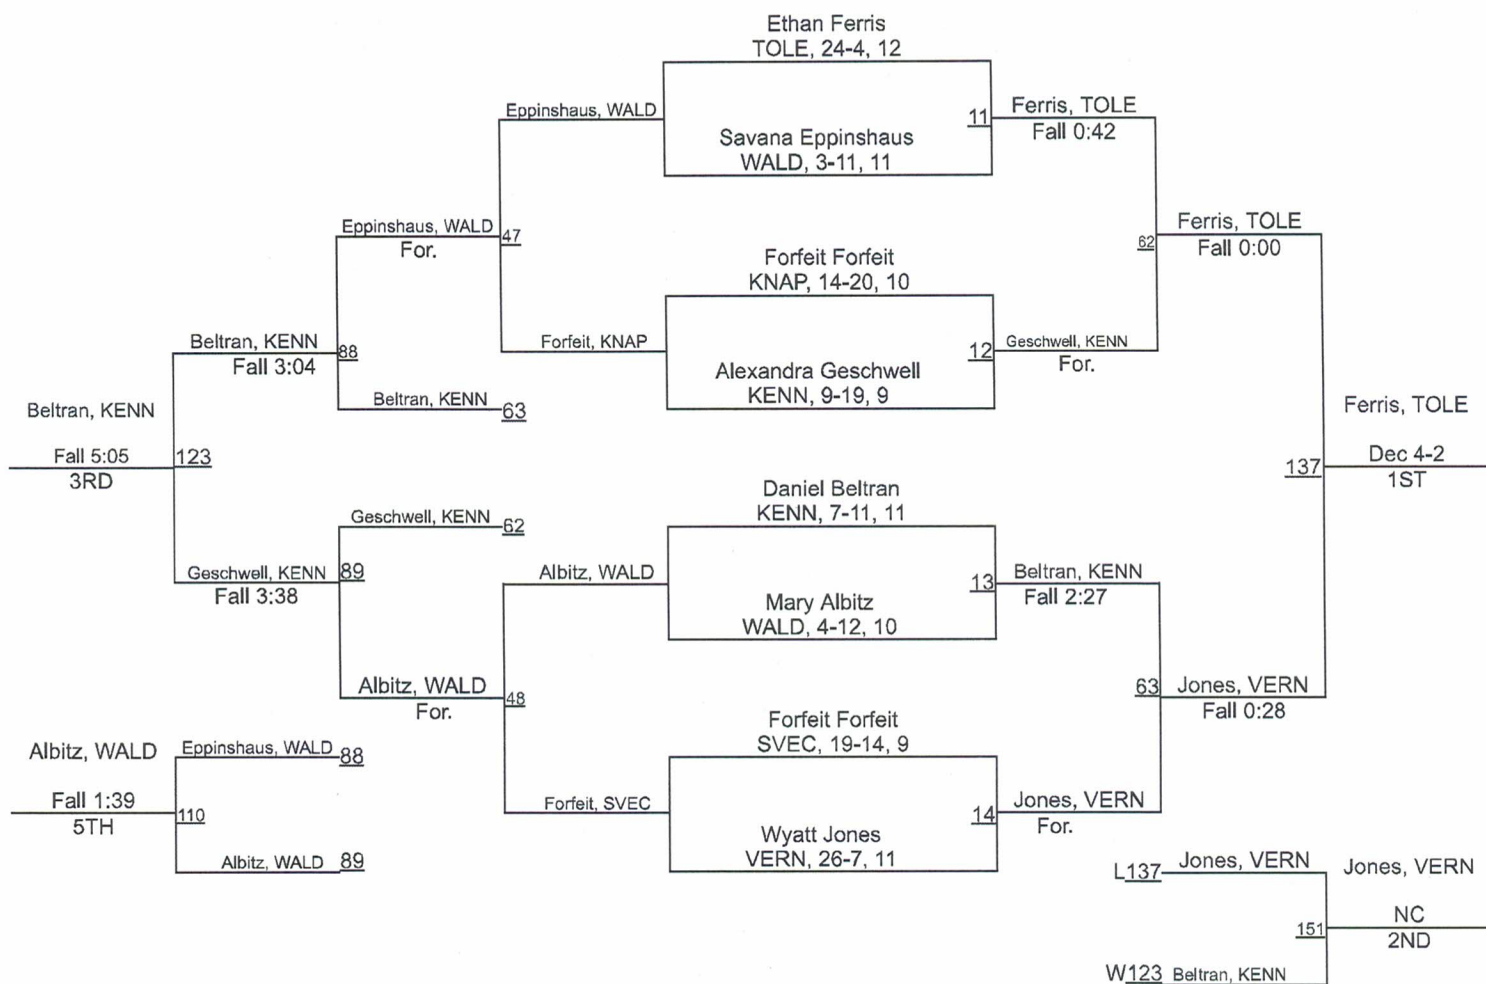 Ethan Ferris
TOLE, 24-4, 12
Eppinshaus, WALD
11
Ferris, TOLE
Fall 0:42
Savana Eppinshaus
WALD, 3-11, 11
Eppinshaus, WALD
For.
47
Ferris, TOLE
Fall 0:00
62
Forfeit Forfeit
KNAP, 14-20, 10
Beltran, KENN
Fall 3:04
88
Forfeit, KNAP
12
Geschwell, KENN
For.
Alexandra Geschwell
KENN, 9-19, 9
Beltran, KENN
63
Beltran, KENN
Fall 5:05
3RD
123
Ferris, TOLE
137
Dec 4-2
1ST
Daniel Beltran
KENN, 7-11, 11
Geschwell, KENN
62
Geschwell, KENN
Fall 3:38
89
Albitz, WALD
13
Beltran, KENN
Fall 2:27
Mary Albitz
WALD, 4-12, 10
Albitz, WALD
For.
48
63
Jones, VERN
Fall 0:28
Forfeit Forfeit
SVEC, 19-14, 9
Albitz, WALD
Eppinshaus, WALD
88
Fall 1:39
5TH
110
Forfeit, SVEC
14
Jones, VERN
For.
Wyatt Jones
VERN, 26-7, 11
Albitz, WALD
89
L137
Jones, VERN
Jones, VERN
151
NC
2ND
W123
Beltran, KENN